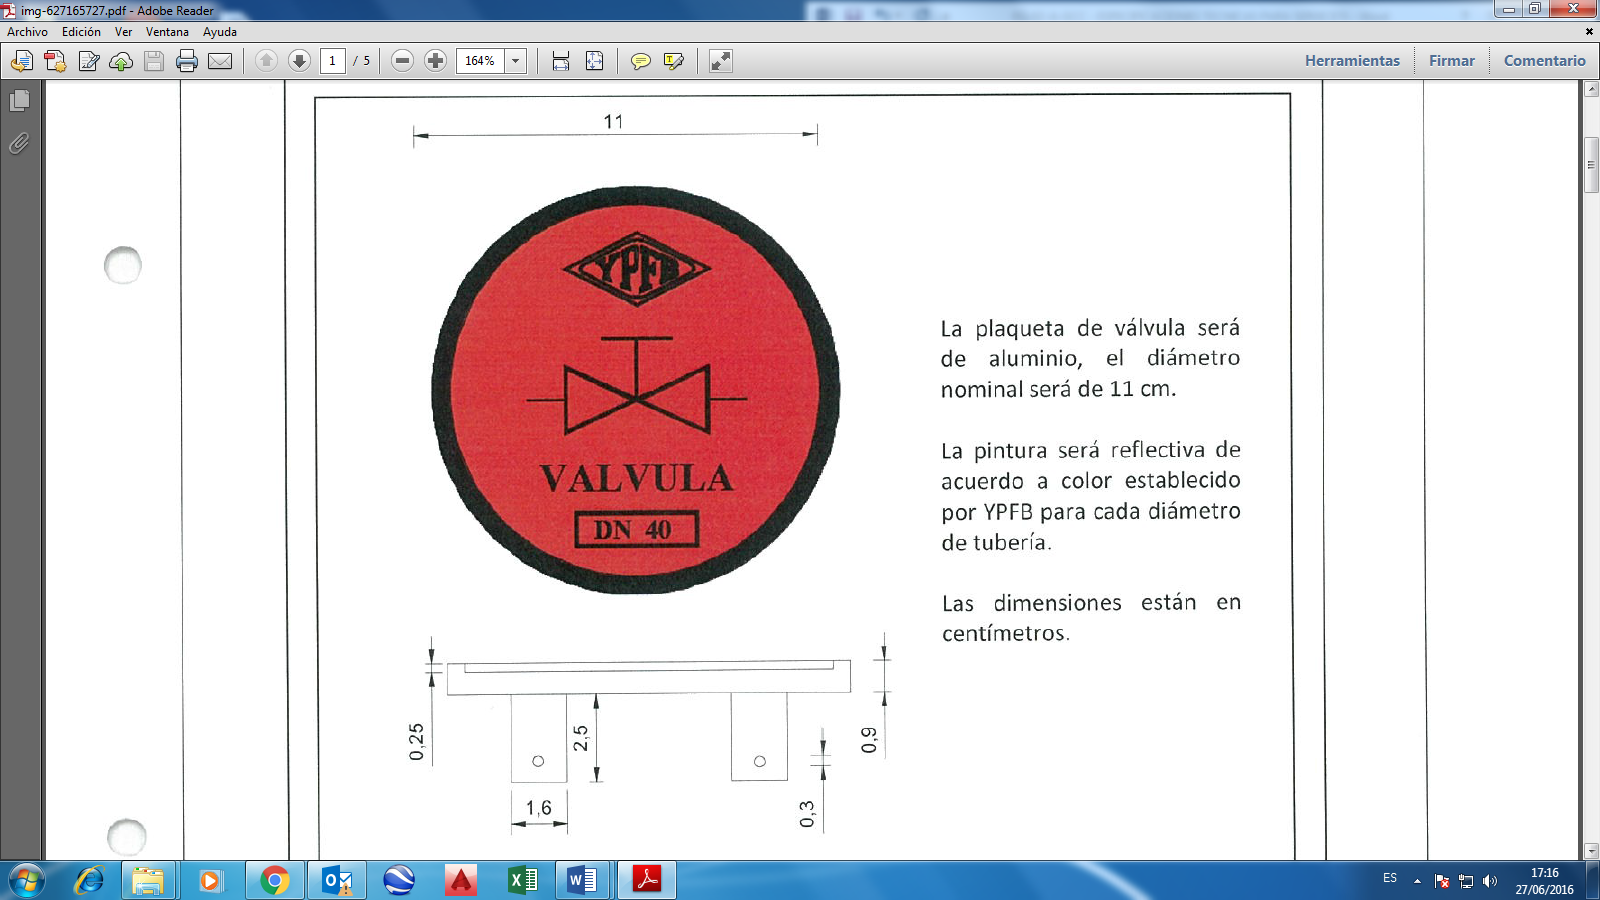 img-627165727.pdf - Adobe Reader
Archivo Edición Ver Ventana Ayuda
1 / 5 164% Herramientas Firmar Comentario
11
YPFB
VALVULA
DN 40
La plaqueta de válvula será
de aluminio, el diámetro
nominal será de 11 cm.
La pintura será reflectiva de
acuerdo a color establecido
por YPFB para cada diámetro
de tubería.
Las dimensiones están en
centímetros.
0,25
2,5
0,9
1,6
0,3
ES
17:16
27/06/2016